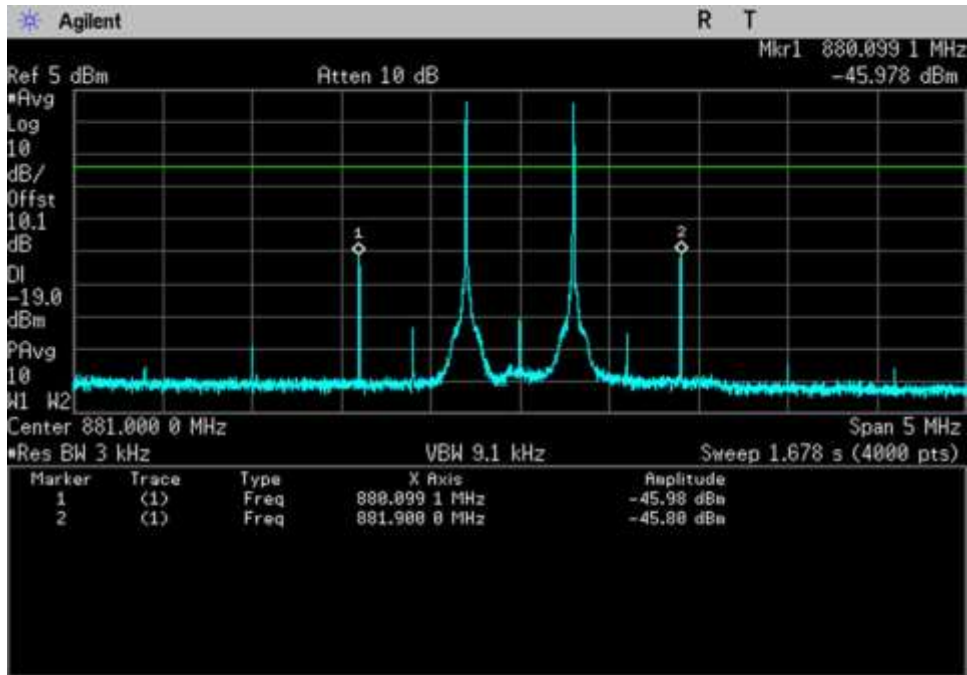 Agilent R T
Mkr1 880.099 1 MHz
Ref 5 dBm Atten 10 dB -45.978 dBm
*Avg
Log
10
dB/
Offst
10.1
dB
DI
-19.0
dBm
PAvg
10
W1 W2
1
2
Center 881.000 0 MHz Span 5 MHz
*Res BW 3 kHz VBW 9.1 kHz Sweep 1.678 s (4000 pts)
Marker Trace Type X Axis Amplitude
1 (1) Freq 880.099 1 MHz -45.98 dBm
2 (1) Freq 881.900 0 MHz -45.80 dBm